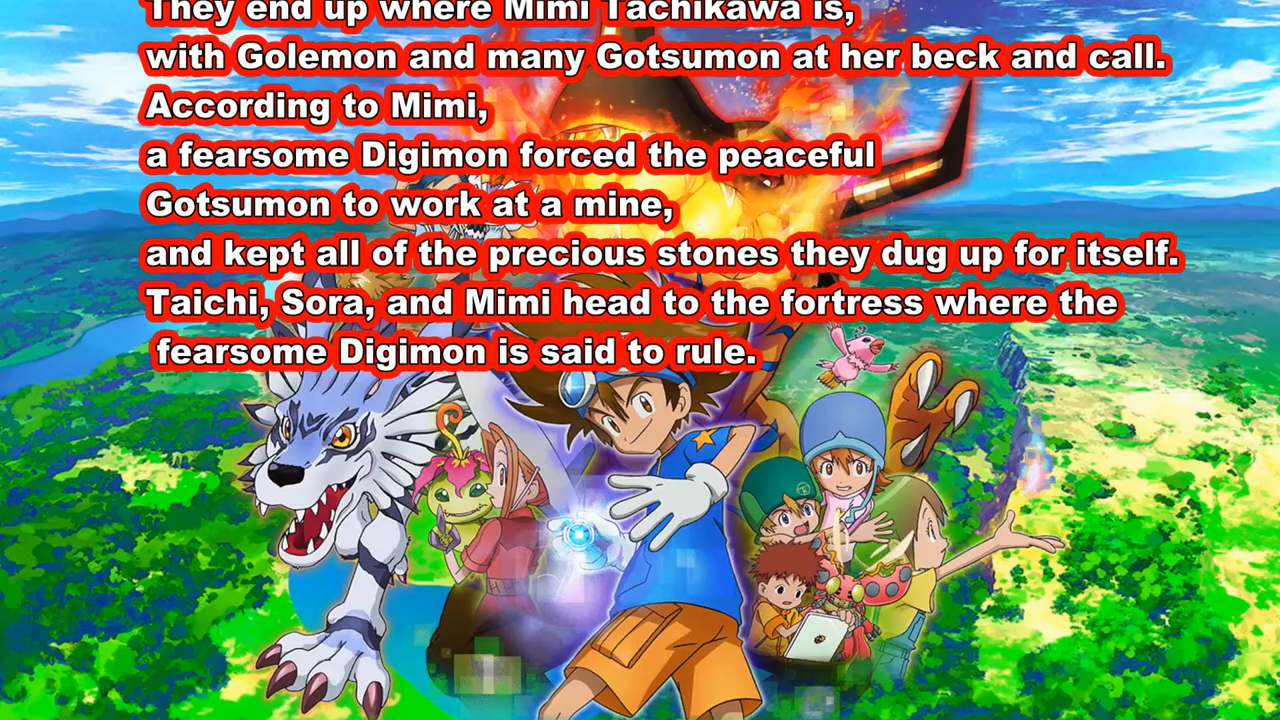 They end up where Mimi Tachikawa is,
with Golemon and many Gotsumon at her beck and call.
According to Mimi,
a fearsome Digimon forced the peaceful
Gotsumon to work at a mine,
and kept all of the precious stones they dug up for itself.
Taichi, Sora, and Mimi head to the fortress where the
fearsome Digimon is said to rule.